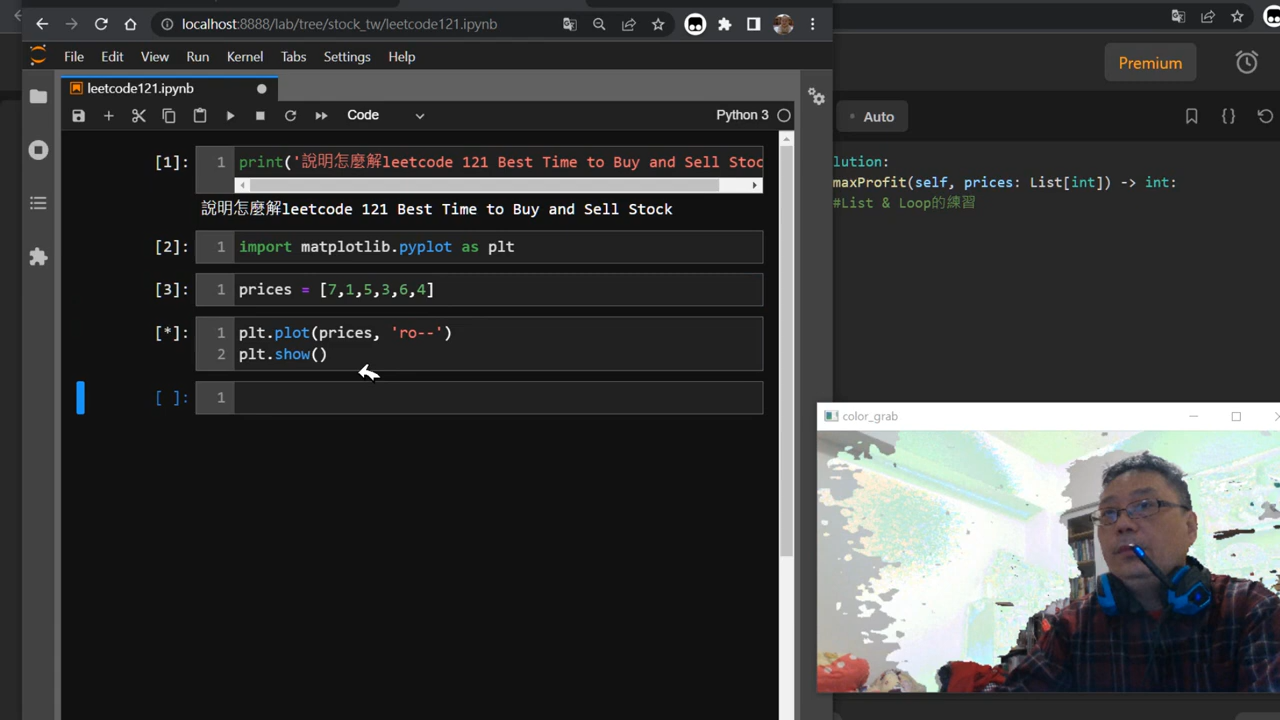 localhost:8888/lab/tree/stock_tw/leetcode121.ipynb
File Edit View Run Kernel Tabs Settings Help
leetcode121.ipynb
Code
Python 3
[1]: 1 print('說明怎麼解leetcode 121 Best Time to Buy and Sell Stoc
說明怎麼解leetcode 121 Best Time to Buy and Sell Stock
[2]: 1 import matplotlib.pyplot as plt
[3]: 1 prices = [7,1,5,3,6,4]
[*]: 1 plt.plot(prices, 'ro--')
2 plt.show()
[ ]: 1
Premium
Auto
{}
lution:
maxProfit(self, prices: List[int]) -> int:
#List & Loop的練習
color_grab